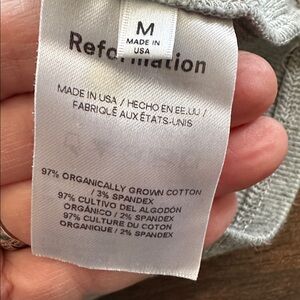 M
MADE IN
USA
Reformation
MADE IN USA / HECHO EN EE.UU /
FABRIQUÉ AUX ÉTATS-UNIS
97% ORGANICALLY GROWN COTTON
/ 3% SPANDEX
97% CULTIVO DEL ALGODÓN
ORGÁNICO / 2% SPANDEX
97% CULTURE DU COTON
ORGANIQUE / 2% SPANDEX